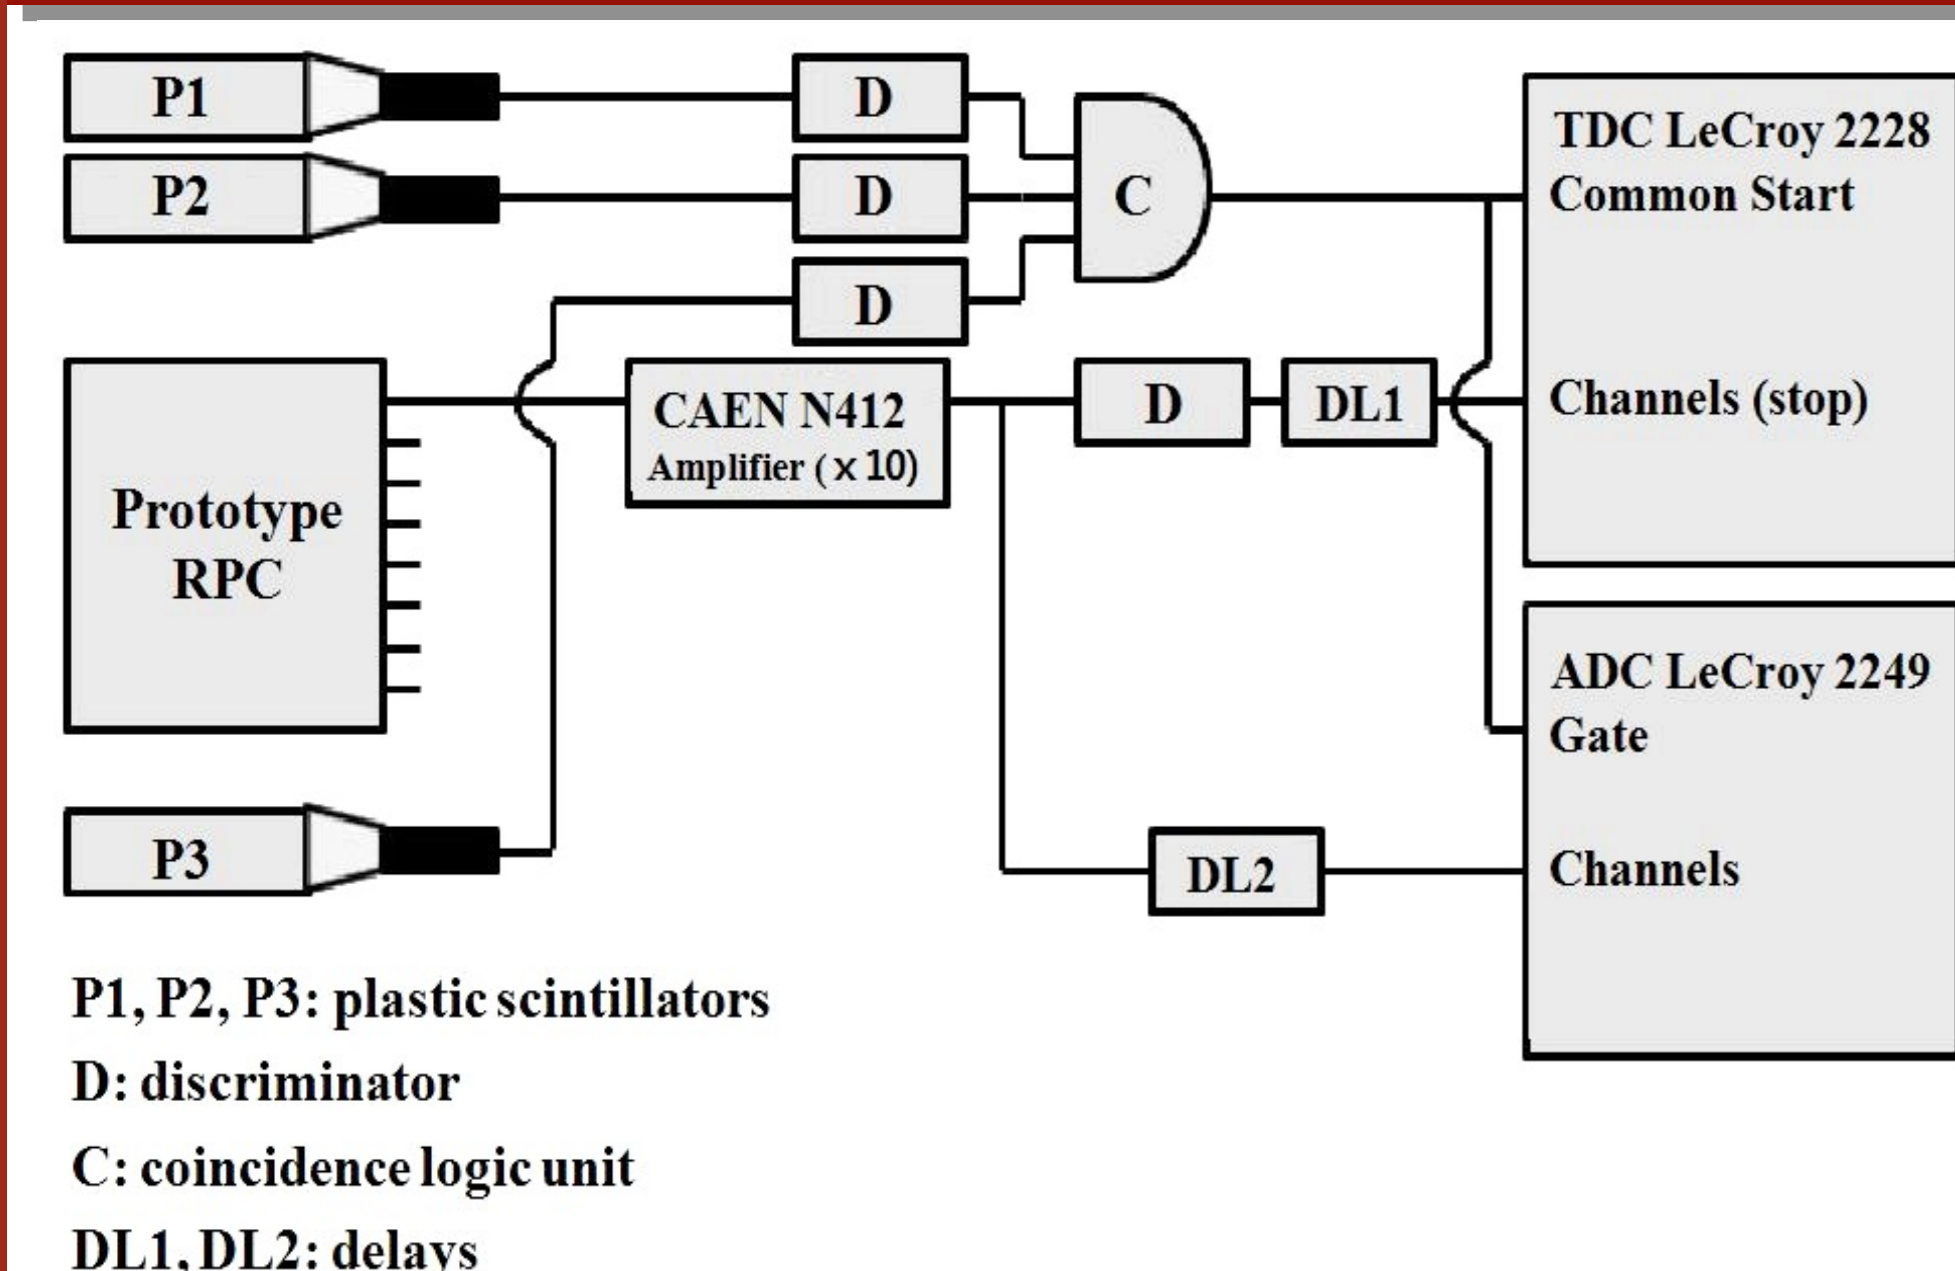 P1
D
P2
D
D
C
TDC LeCroy 2228
Common Start
Channels (stop)
Prototype
RPC
CAEN N412
Amplifier ( x 10)
D
DL1
ADC LeCroy 2249
Gate
Channels
P3
DL2
P1, P2, P3: plastic scintillators
D: discriminator
C: coincidence logic unit
DL1, DL2: delays